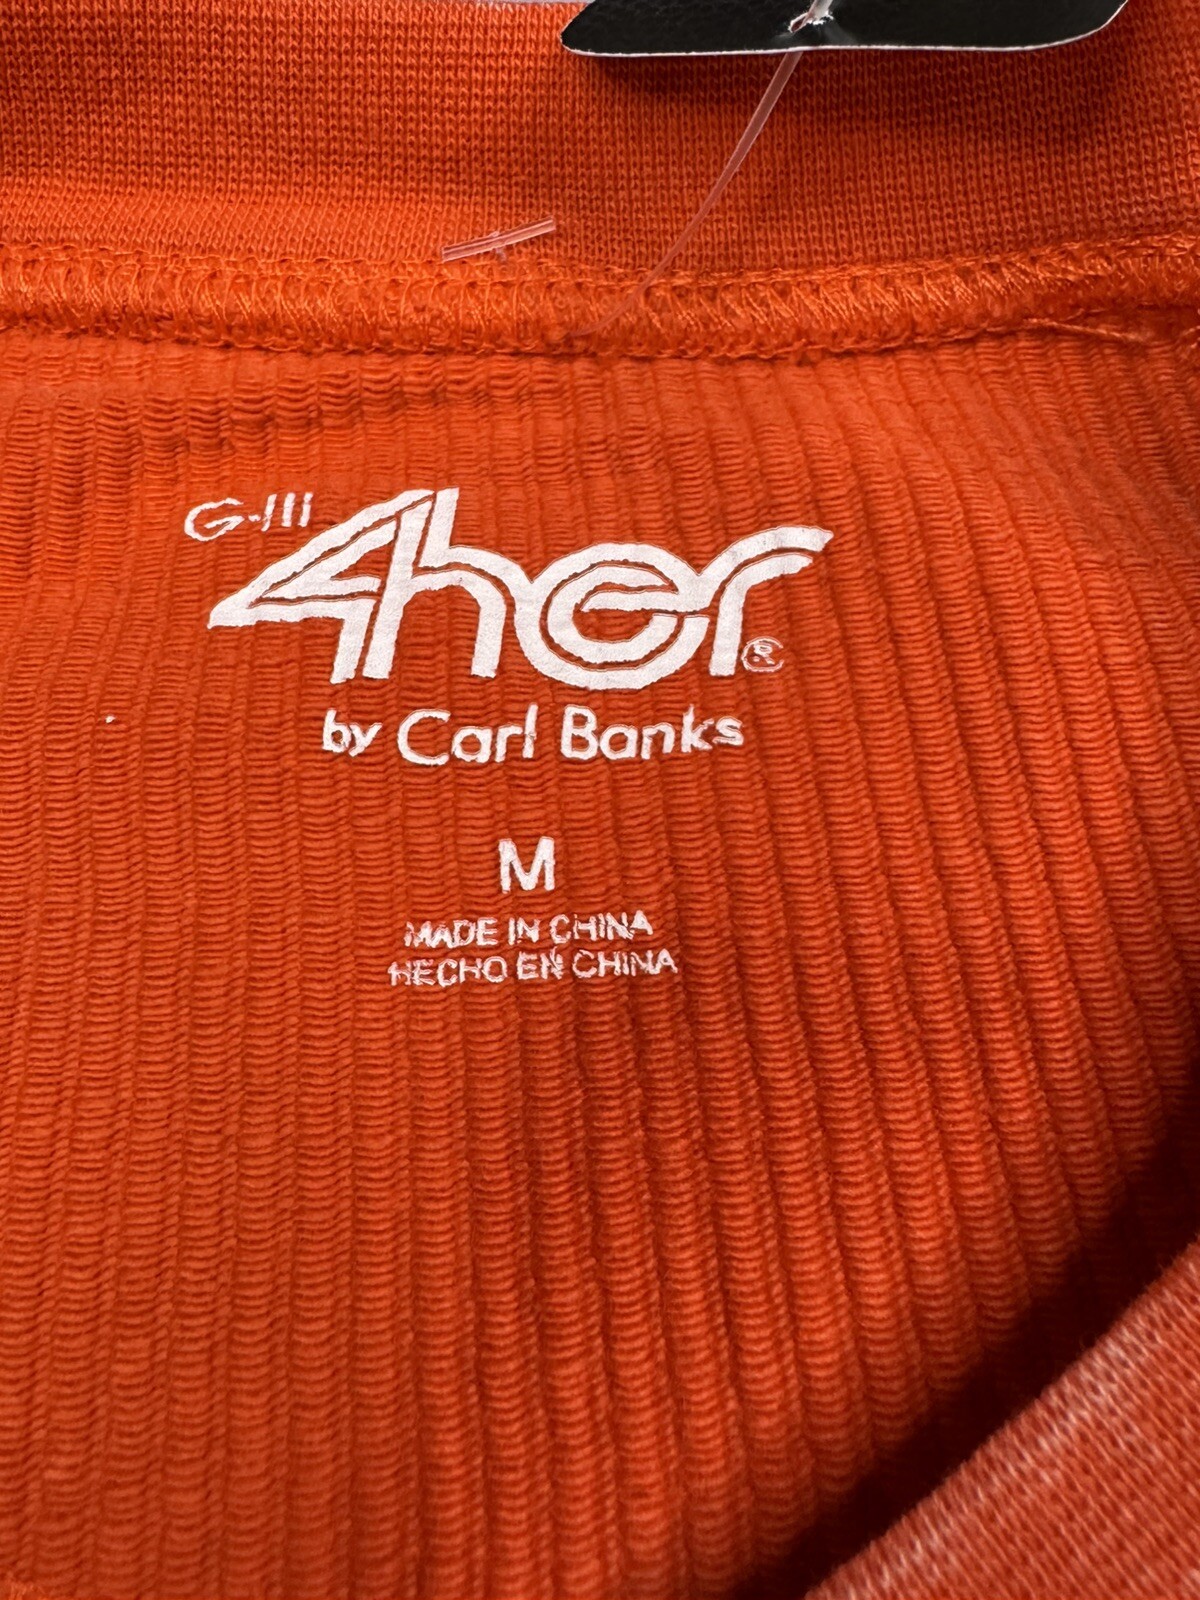 G-III 4her®
by Carl Banks
M
MADE IN CHINA
HECHO EN CHINA